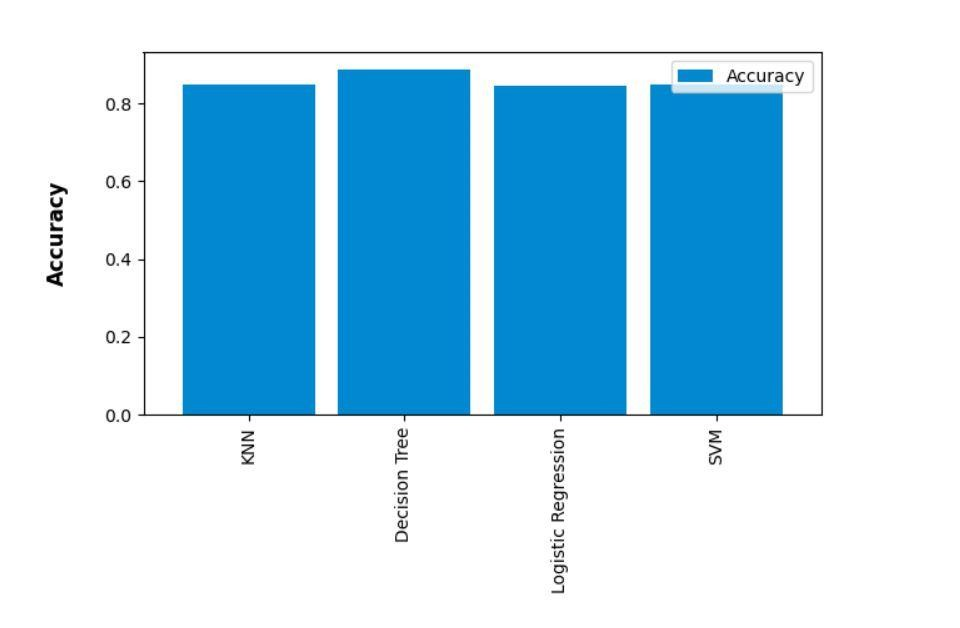 Accuracy
Accuracy
0.8
0.6
0.4
0.2
0.0
KNN
Decision Tree
Logistic Regression
SVM